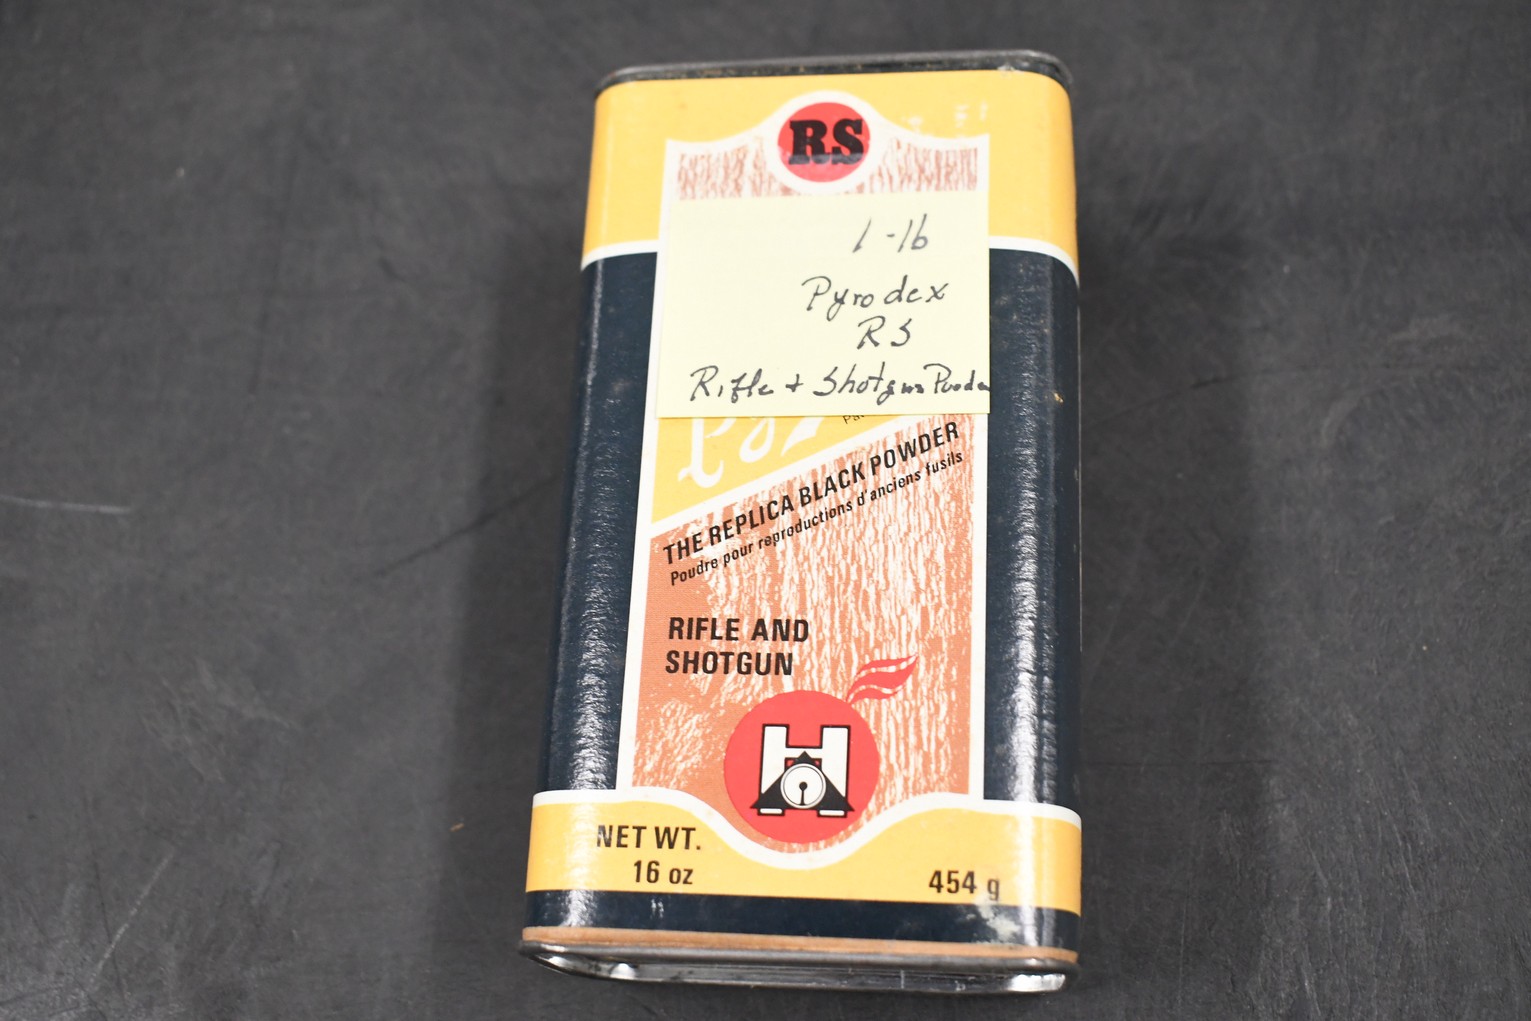 RS
1-lb
Pyrodex
RS
Rifle + Shotgun Powder
THE REPLICA BLACK POWDER
Poudre pour reproductions d'anciens fusils
RIFLE AND
SHOTGUN
H
NET WT.
16 oz
454 g